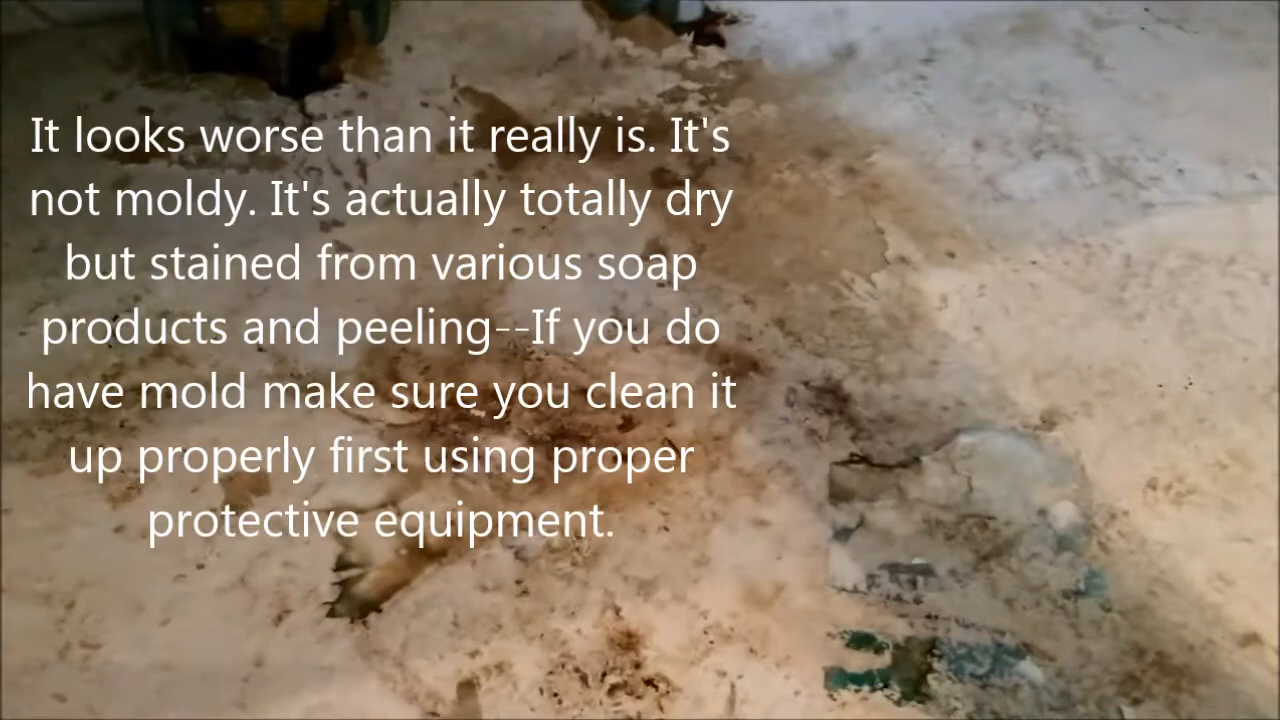 It looks worse than it really is. It's
not moldy. It's actually totally dry
but stained from various soap
products and peeling--If you do
have mold make sure you clean it
up properly first using proper
protective equipment.